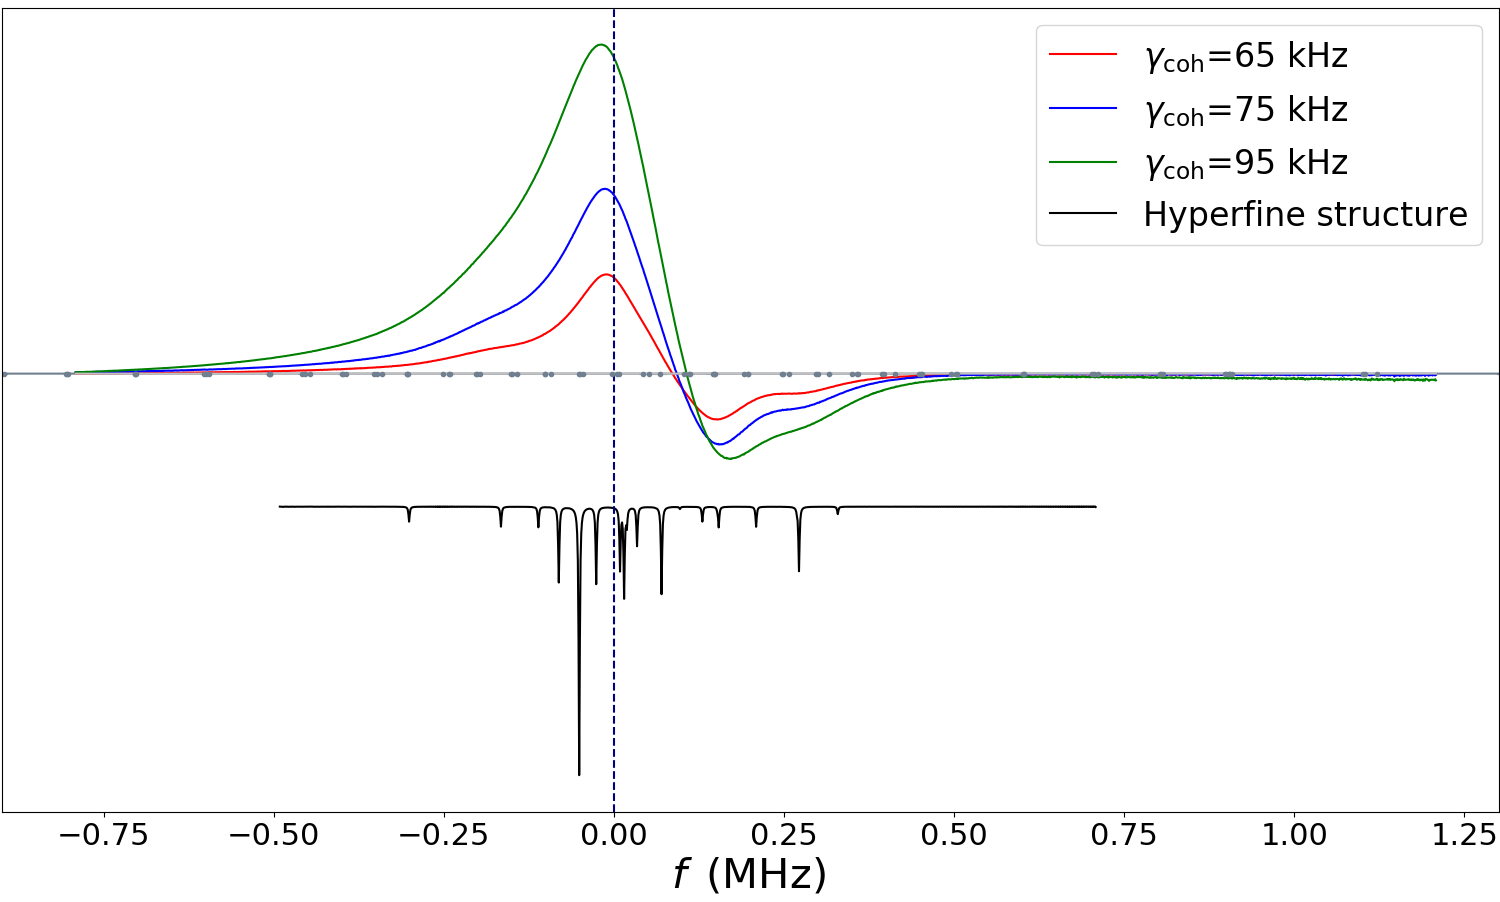 γcoh=65 kHz
γcoh=75 kHz
γcoh=95 kHz
Hyperfine structure
−0.75 −0.50 −0.25 0.00 0.25 0.50 0.75 1.00 1.25
f (MHz)